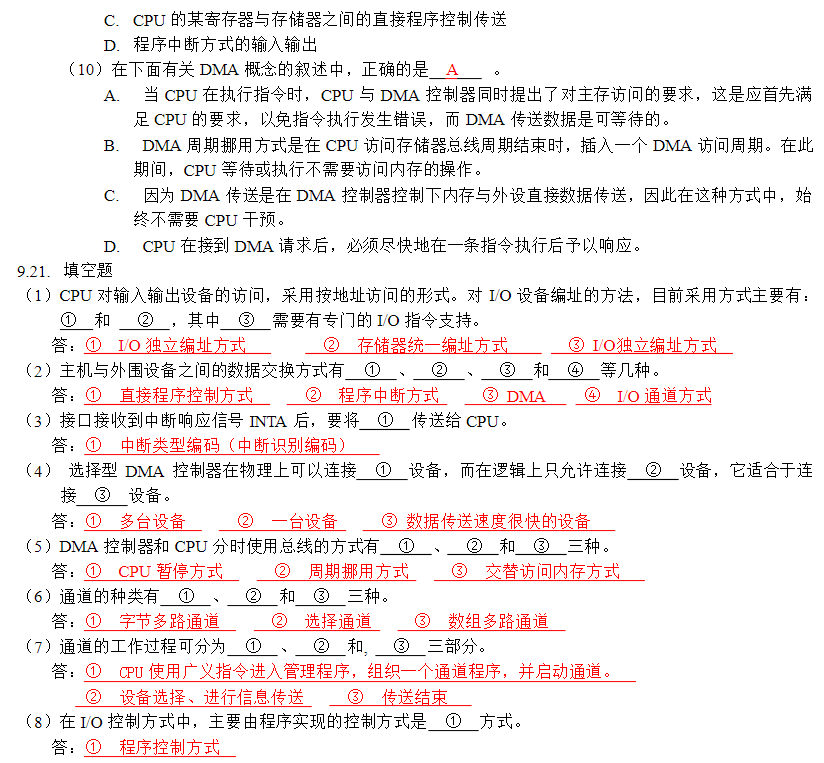 C. CPU 的某寄存器与存储器之间的直接程序控制传送
D. 程序中断方式的输入输出
（10）在下面有关 DMA 概念的叙述中，正确的是 A 。
A. 当 CPU 在执行指令时，CPU 与 DMA 控制器同时提出了对主存访问的要求，这是应首先满
足 CPU 的要求，以免指令执行发生错误，而 DMA 传送数据是可等待的。
B. DMA 周期挪用方式是在 CPU 访问存储器总线周期结束时，插入一个 DMA 访问周期。在此
期间，CPU 等待或执行不需要访问内存的操作。
C. 因为 DMA 传送是在 DMA 控制器控制下内存与外设直接数据传送，因此在这种方式中，始
终不需要 CPU 干预。
D. CPU 在接到 DMA 请求后，必须尽快地在一条指令执行后予以响应。
9.21. 填空题
（1）CPU 对输入输出设备的访问，采用按地址访问的形式。对 I/O 设备编址的方法，目前采用方式主要有：
① 和 ② ，其中 ③ 需要有专门的 I/O 指令支持。
答：① I/O 独立编址方式 ② 存储器统一编址方式 ③ I/O独立编址方式
（2）主机与外围设备之间的数据交换方式有 ① 、 ② 、 ③ 和 ④ 等几种。
答：① 直接程序控制方式 ② 程序中断方式 ③ DMA ④ I/O 通道方式
（3）接口接收到中断响应信号 INTA 后，要将 ① 传送给 CPU。
答：① 中断类型编码（中断识别编码）
（4） 选择型 DMA 控制器在物理上可以连接 ① 设备，而在逻辑上只允许连接 ② 设备，它适合于连
接 ③ 设备。
答：① 多台设备 ② 一台设备 ③ 数据传送速度很快的设备
（5）DMA 控制器和 CPU 分时使用总线的方式有 ① 、 ② 和 ③ 三种。
答：① CPU 暂停方式 ② 周期挪用方式 ③ 交替访问内存方式
（6）通道的种类有 ① 、 ② 和 ③ 三种。
答：① 字节多路通道 ② 选择通道 ③ 数组多路通道
（7）通道的工作过程可分为 ① 、 ② 和, ③ 三部分。
答：① CPU 使用广义指令进入管理程序，组织一个通道程序，并启动通道。
② 设备选择、进行信息传送 ③ 传送结束
（8）在 I/O 控制方式中，主要由程序实现的控制方式是 ① 方式。
答：① 程序控制方式